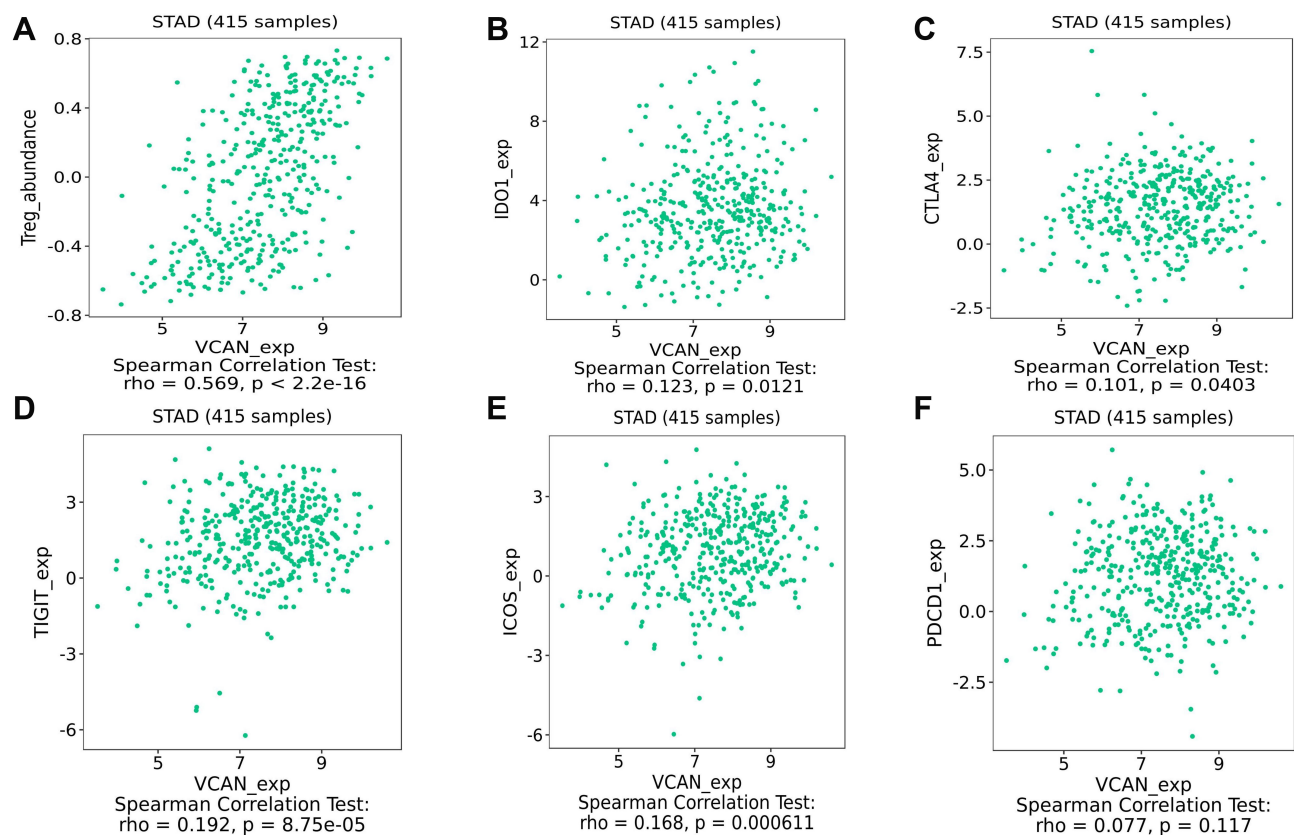 A
STAD (415 samples)
Treg_abundance
0.8
0.4
0.0
-0.4
-0.8
5 7 9
VCAN_exp
Spearman Correlation Test:
rho = 0.569, p < 2.2e-16
B
STAD (415 samples)
IDO1_exp
12
8
4
0
5 7 9
VCAN_exp
Spearman Correlation Test:
rho = 0.123, p = 0.0121
C
STAD (415 samples)
CTLA4_exp
7.5
5.0
2.5
0.0
-2.5
5 7 9
VCAN_exp
Spearman Correlation Test:
rho = 0.101, p = 0.0403
D
STAD (415 samples)
TIGIT_exp
3
0
-3
-6
5 7 9
VCAN_exp
Spearman Correlation Test:
rho = 0.192, p = 8.75e-05
E
STAD (415 samples)
ICOS_exp
3
0
-3
-6
5 7 9
VCAN_exp
Spearman Correlation Test:
rho = 0.168, p = 0.000611
F
STAD (415 samples)
PDCD1_exp
5.0
2.5
0.0
-2.5
5 7 9
VCAN_exp
Spearman Correlation Test:
rho = 0.077, p = 0.117